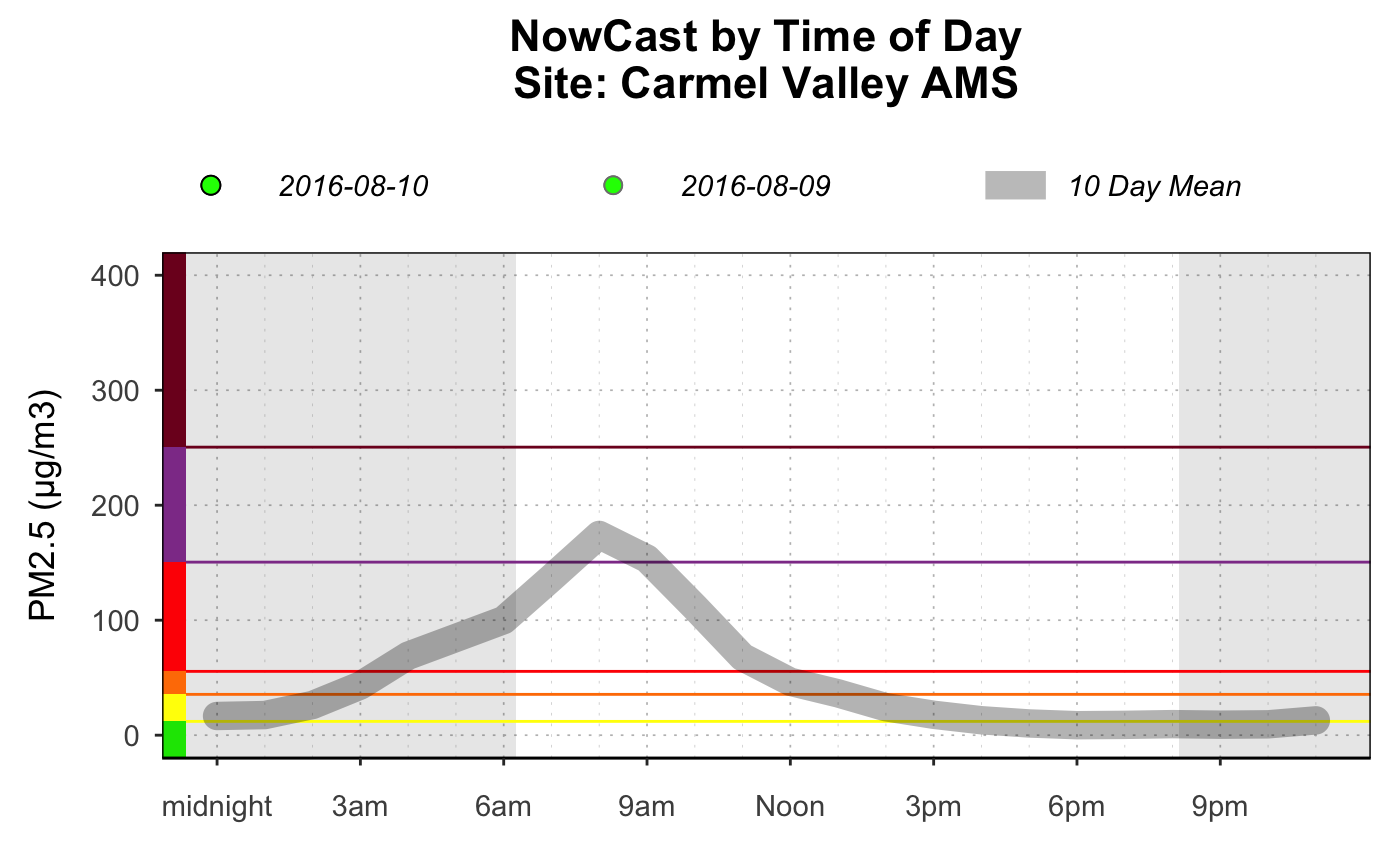 NowCast by Time of Day
Site: Carmel Valley AMS
2016-08-10 2016-08-09 10 Day Mean
PM2.5 (µg/m3)
400
300
200
100
0
midnight 3am 6am 9am Noon 3pm 6pm 9pm